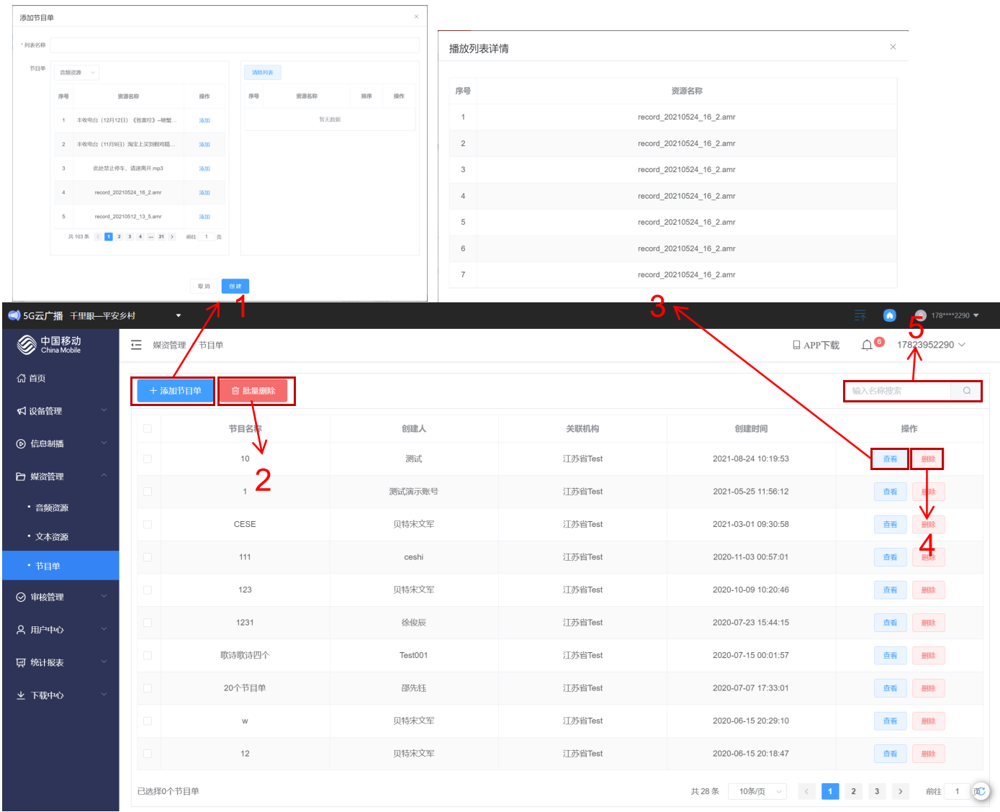 添加节目单
×
* 列表名称
节目单
音频资源
清除列表
序号 资源名称 操作
序号 资源名称 排序 操作
暂无数据
1 丰收电台（12月12日）《致富经》--螃蟹... 添加
2 丰收电台（11月9日）淘宝上买到假鸡精... 添加
3 此处禁止停车、请速离开.mp3 添加
4 record_20210524_16_2.amr 添加
5 record_20210512_13_5.amr 添加
共 103 条 < 1 2 3 4 ... 21 > 前往 1 页
取消 创建
播放列表详情
×
序号 资源名称
1 record_20210524_16_2.amr
2 record_20210524_16_2.amr
3 record_20210524_16_2.amr
4 record_20210524_16_2.amr
5 record_20210524_16_2.amr
6 record_20210524_16_2.amr
7 record_20210524_16_2.amr
1
3
5G云广播 千里眼—平安乡村
178****2290
5
中国移动
China Mobile
媒资管理 节目单
APP下载 6 17823952290
首页
设备管理
信息制播
媒资管理
音频资源
文本资源
节目单
审核管理
用户中心
统计报表
下载中心
+ 添加节目单 批量删除
输入名称搜索
节目名称 创建人 关联机构 创建时间 操作
10 测试 江苏省Test 2021-08-24 10:19:53 查看 删除
2
1 测试演示账号 江苏省Test 2021-05-25 11:56:12 查看 删除
CESE 贝特宋文军 江苏省Test 2021-03-01 09:30:58 查看 删除
4
111 ceshi 江苏省Test 2020-11-03 00:57:01 查看 删除
123 贝特宋文军 江苏省Test 2020-10-09 10:20:46 查看 删除
1231 徐俊辰 江苏省Test 2020-07-23 15:44:15 查看 删除
歌诗歌诗四个 Test001 江苏省Test 2020-07-15 00:01:57 查看 删除
20个节目单 邵先钰 江苏省Test 2020-07-07 17:33:01 查看 删除
w 贝特宋文军 江苏省Test 2020-06-15 20:29:10 查看 删除
12 贝特宋文军 江苏省Test 2020-06-15 20:18:47 查看 删除
已选择0个节目单
共 28 条 10条/页 < 1 2 3 > 前往 1 页